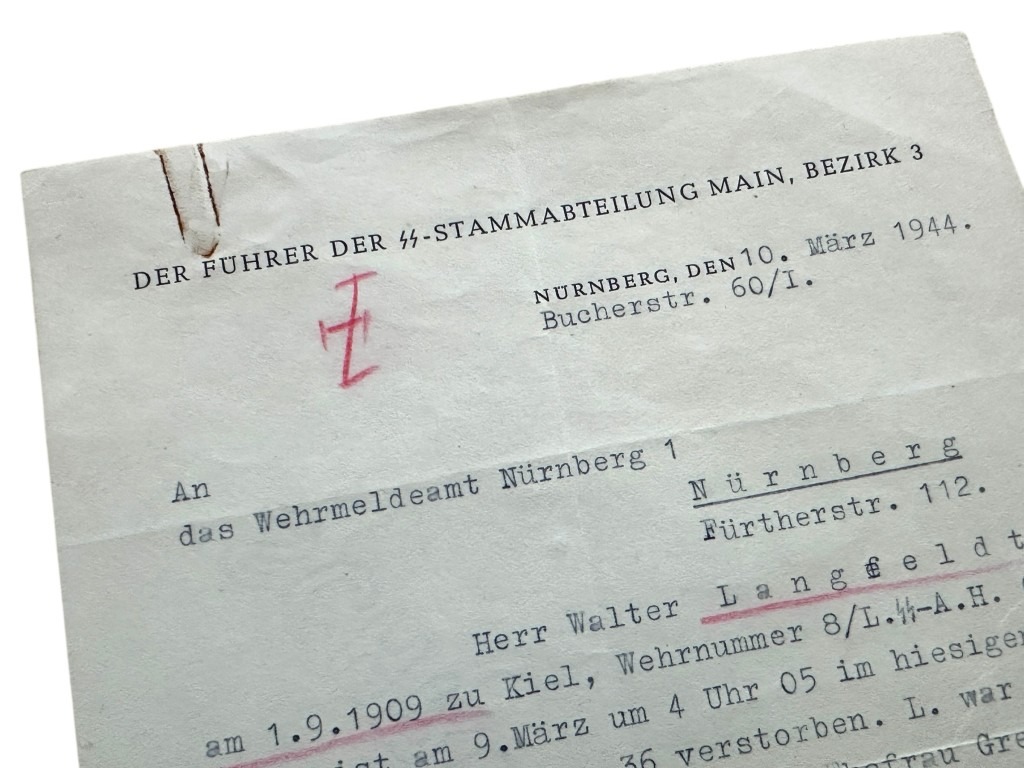 DER FÜHRER DER ᛋᛋ-STAMMABTEILUNG MAIN, BEZIRK 3
NÜRNBERG, DEN 10. März 1944.
Bucherstr. 60/I.
An
das Wehrmeldeamt Nürnberg 1
N ü r n b e r g
Fürtherstr. 112.
Herr Walter L a n g f e l d t
am 1.9.1909 zu Kiel, Wehrnummer 8/L.ᛋᛋ-A.H.
am 9.März um 4 Uhr 05 im
36 verstorben. L. war